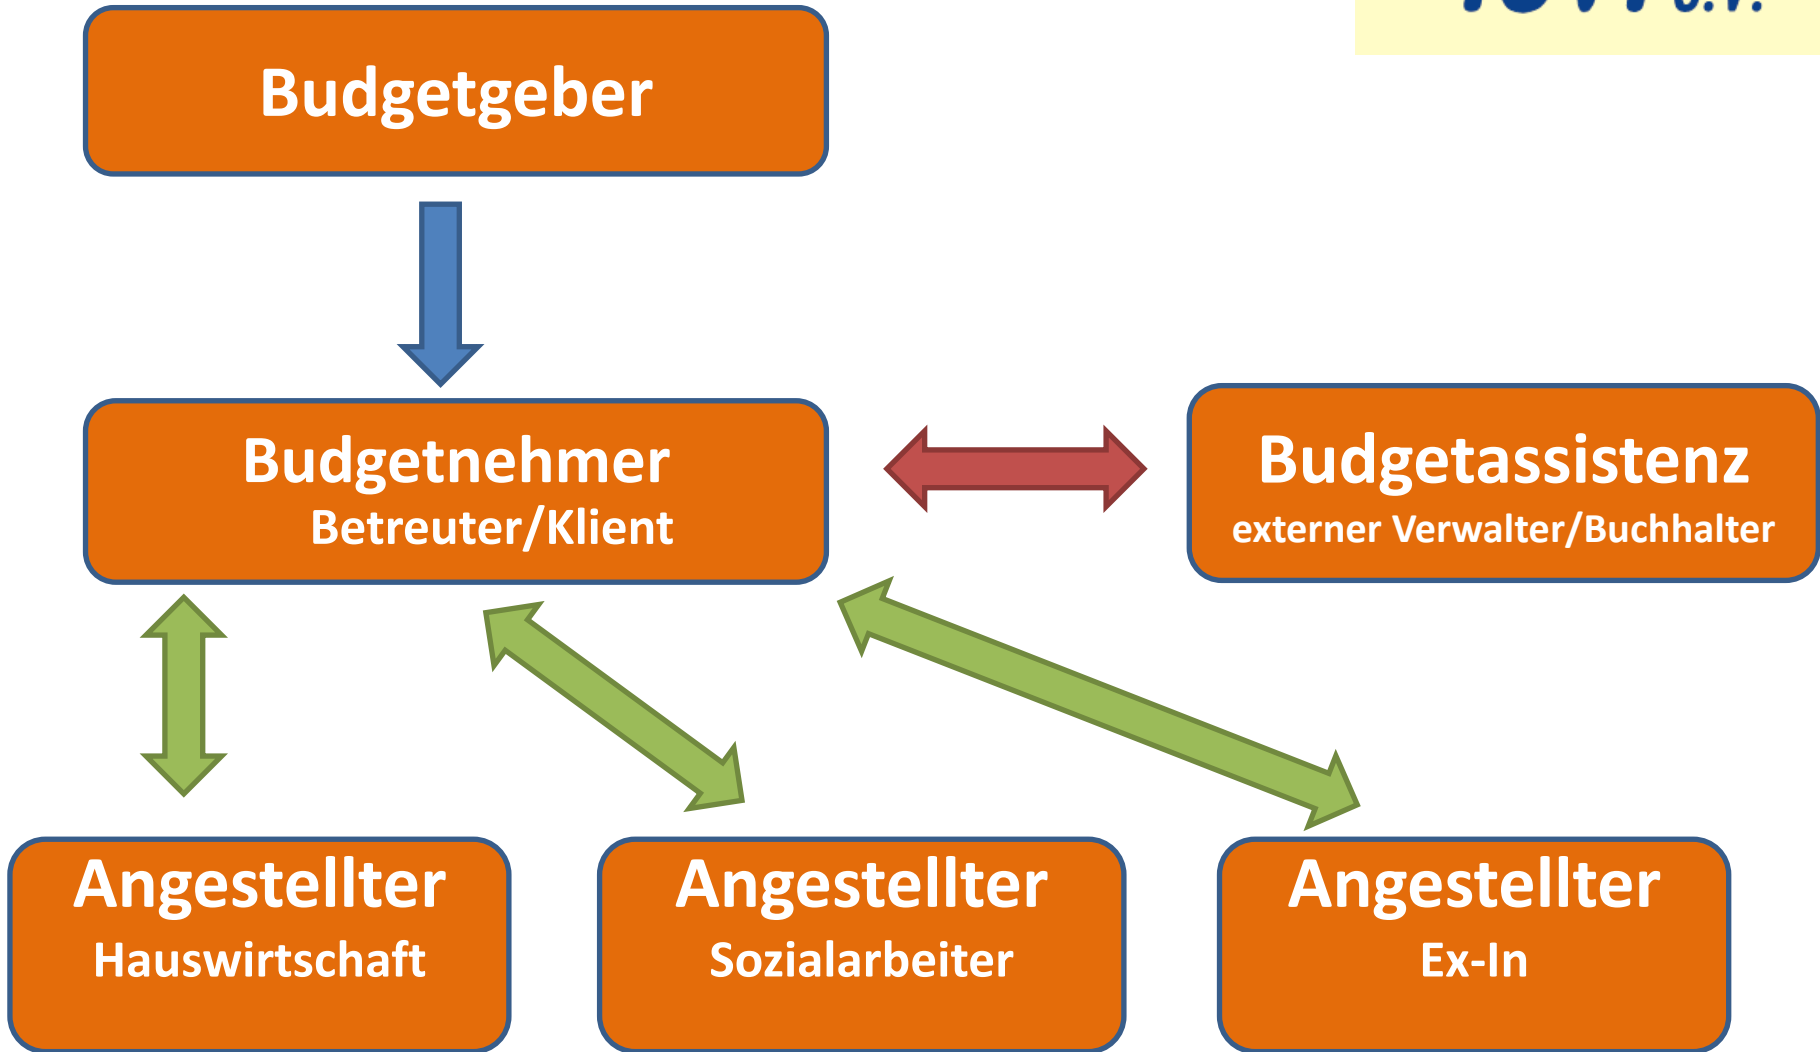 e.V.
Budgetgeber
Budgetnehmer
Betreuter/Klient
Budgetassistenz
externer Verwalter/Buchhalter
Angestellter
Hauswirtschaft
Angestellter
Sozialarbeiter
Angestellter
Ex-In